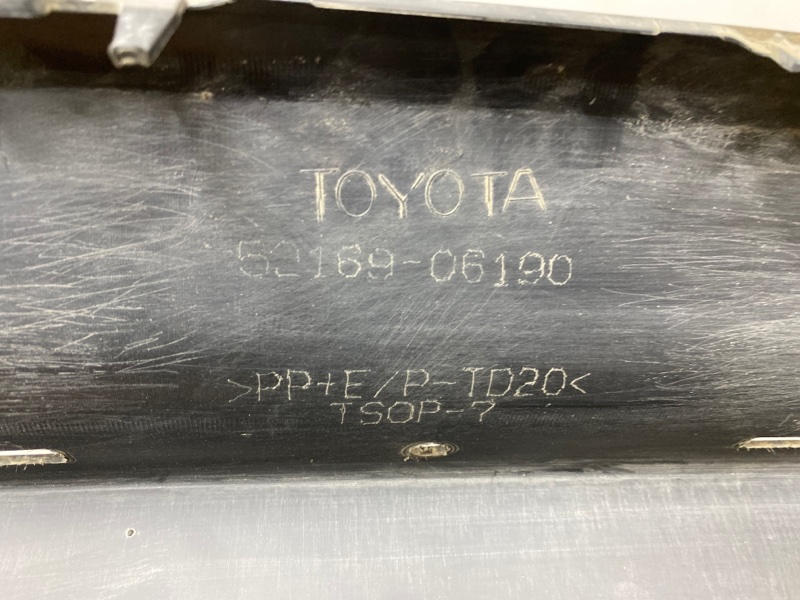 TOYOTA
52169-06190
>PP+E/P-TD20<
TSOP-7